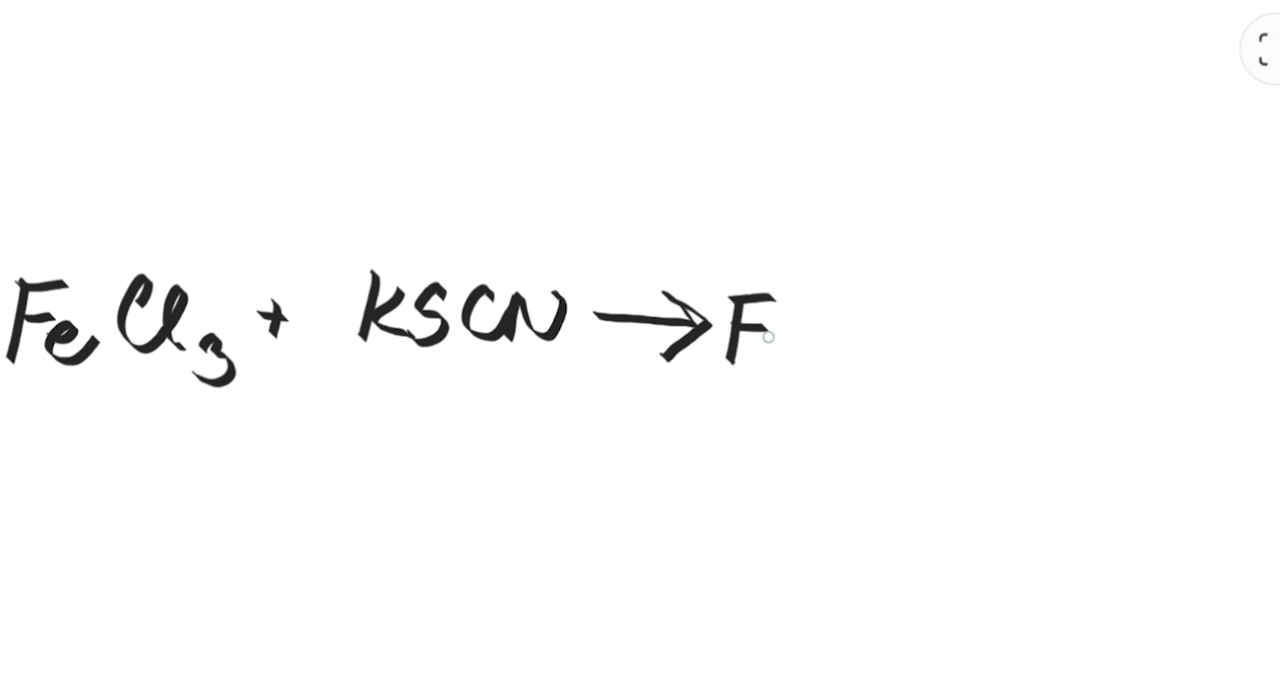 FeCl₃ + KSCN → F